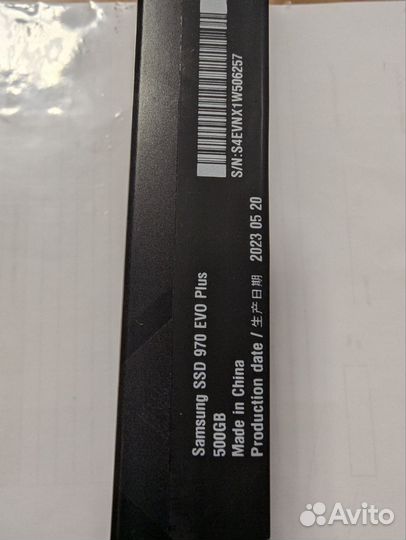 S/N:S4EVNX1W506257
Samsung SSD 970 EVO Plus
500GB
Made in China
Production date / 生产日期 2023 05 20
Avito